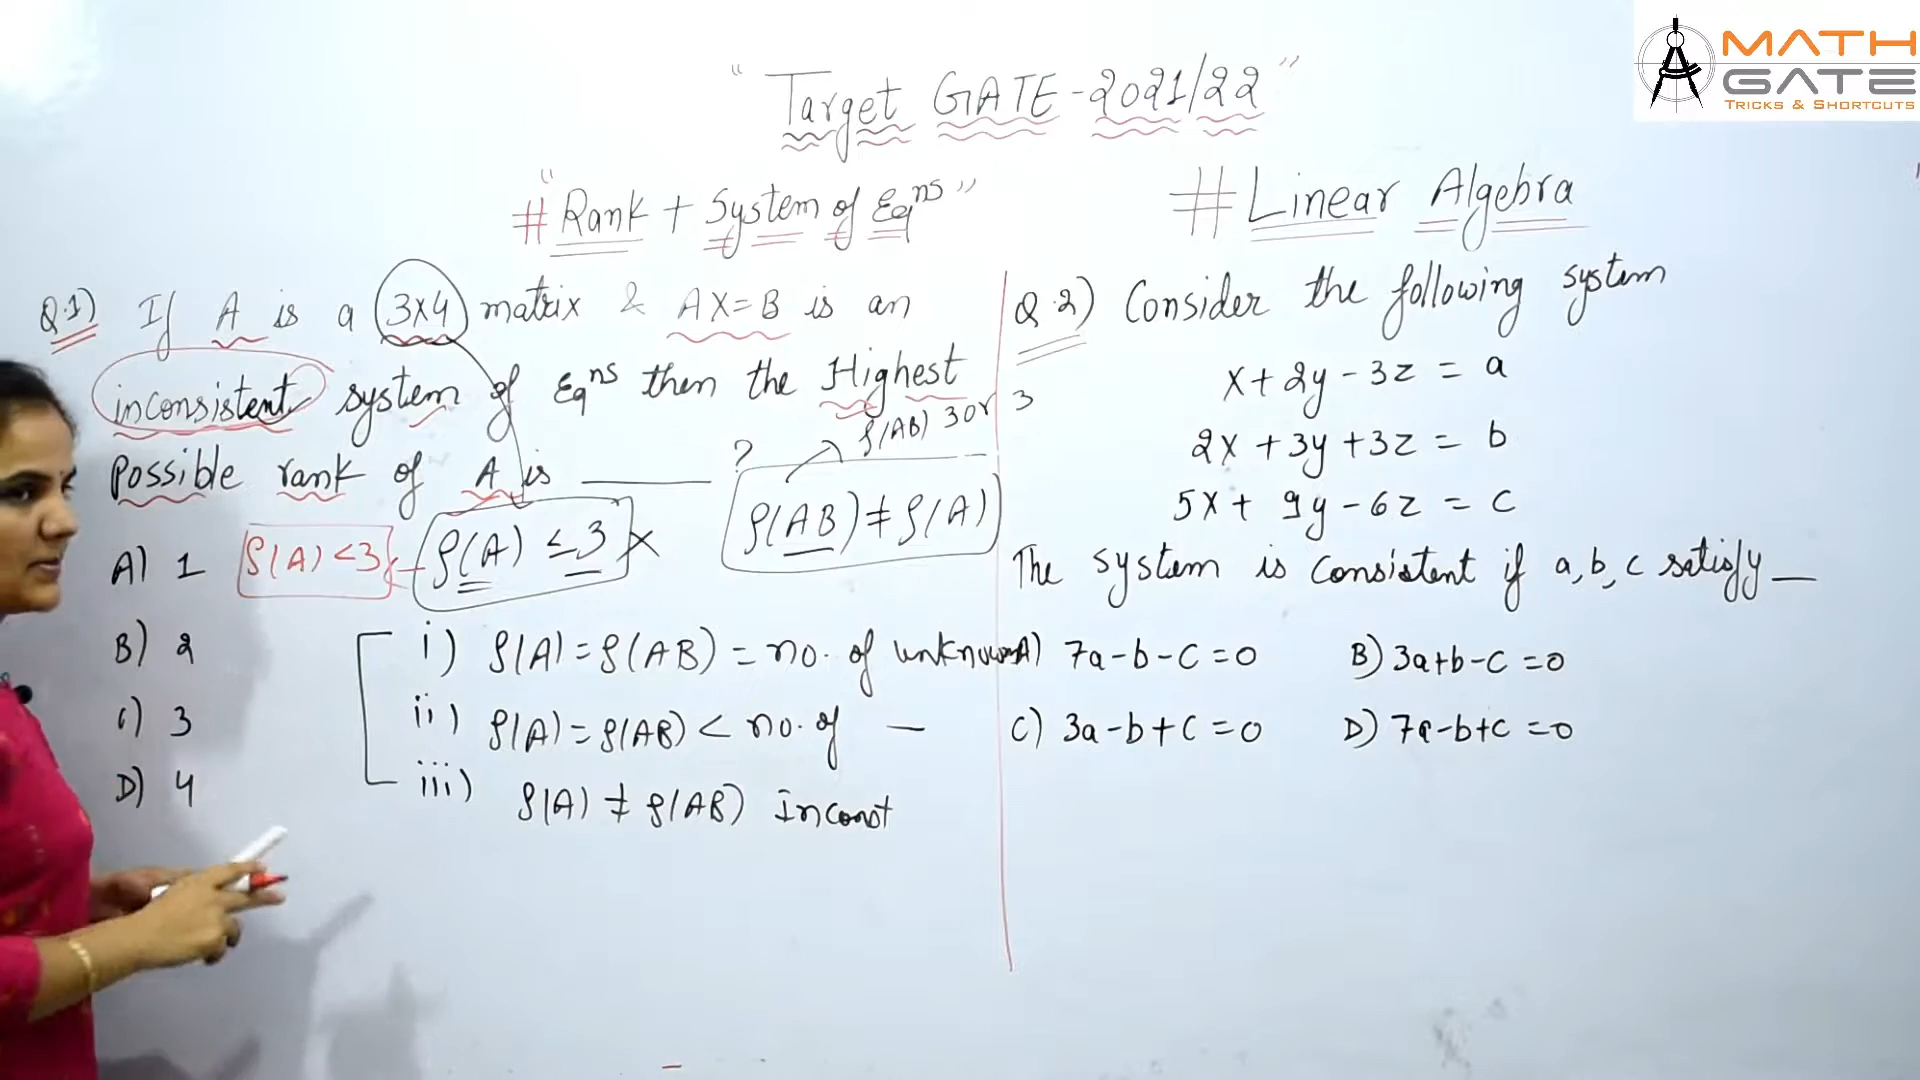 MATH
GATE
TRICKS & SHORTCUTS
"Target GATE-2021/22"
# "Rank + System of Eqns"
# Linear Algebra
Q.1) If A is a 3x4 matrix & AX=B is an
inconsistent system of Eqns then the Highest
Possible rank of A is ______
ρ(AB) 3 or 3
?
ρ(AB) ≠ ρ(A)
A) 1
ρ(A) <3
ρ(A) ≤3 x
B) 2
C) 3
D) 4
i) ρ(A) = ρ(AB) = no. of unknown
ii) ρ(A) = ρ(AB) < no. of —
iii) ρ(A) ≠ ρ(AB) Inconst
Q.2) Consider the following system
x+2y-3z = a
2x+3y+3z = b
5x+9y-6z = c
The system is consistent if a,b,c satisfy __
A) 7a-b-c=0 B) 3a+b-c=0
C) 3a-b+c=0 D) 7a-b+c=0